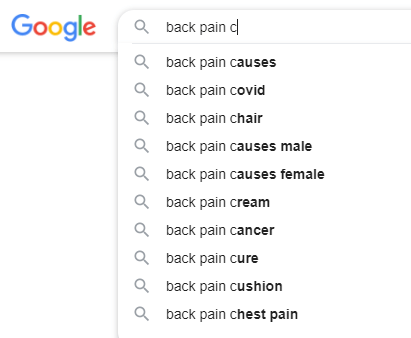 Google
back pain c
back pain causes
back pain covid
back pain chair
back pain causes male
back pain causes female
back pain cream
back pain cancer
back pain cure
back pain cushion
back pain chest pain